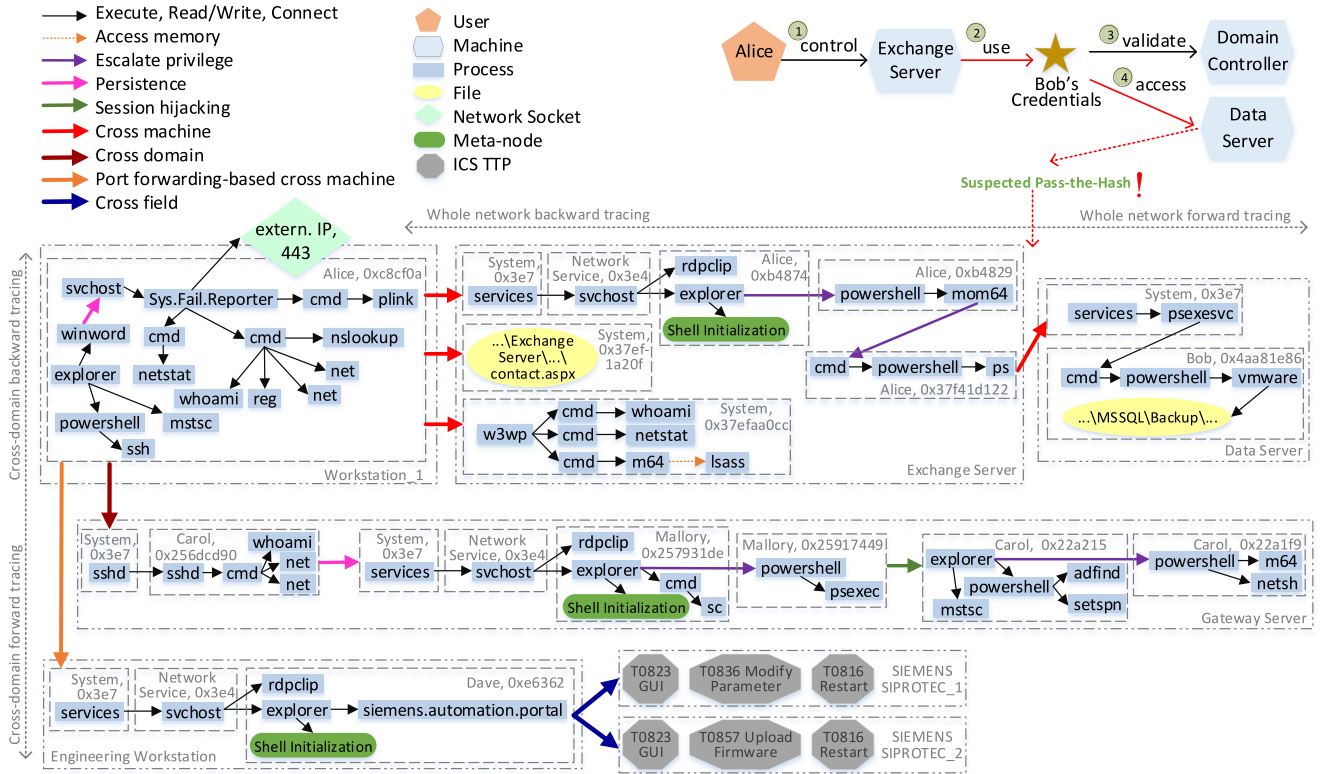 Execute, Read/Write, Connect
Access memory
Escalate privilege
Persistence
Session hijacking
Cross machine
Cross domain
Port forwarding-based cross machine
Cross field
User
Machine
Process
File
Network Socket
Meta-node
ICS TTP
Alice
1
control
Exchange
Server
2
use
Bob's
Credentials
3
validate
Domain
Controller
4
access
Data
Server
Suspected Pass-the-Hash !
Whole network backward tracing
Whole network forward tracing
Cross-domain backward tracing
Cross-domain forward tracing
extern. IP,
443
Alice, 0xc8cf0a
svchost
Sys.Fail.Reporter
cmd
plink
winword
cmd
cmd
nslookup
explorer
netstat
net
whoami
reg
net
powershell
mstsc
ssh
Workstation_1
System,
0x3e7
services
Network
Service, 0x3e4
svchost
Alice,
0xb4874
rdpclip
explorer
Shell Initialization
Alice, 0xb4829
powershell
mom64
...\Exchange
Server\...\
contact.aspx
System,
0x37ef-
1a20f
cmd
powershell
ps
Alice, 0x37f41d122
System,
0x37efaa0cc
w3wp
cmd
whoami
cmd
netstat
cmd
m64
lsass
Exchange Server
System, 0x3e7
services
psexesvc
Bob, 0x4aa81e86
cmd
powershell
vmware
...\MSSQL\Backup\...
Data Server
System,
0x3e7
sshd
Carol,
0x256dcd90
sshd
cmd
whoami
net
net
System,
0x3e7
services
Network
Service, 0x3e4
svchost
Mallory,
0x257931de
rdpclip
explorer
cmd
Shell Initialization
sc
Mallory, 0x25917449
powershell
psexec
Carol, 0x22a215
explorer
adfind
powershell
mstsc
setspn
Carol, 0x22a1f9
powershell
m64
netsh
Gateway Server
System,
0x3e7
services
Network
Service, 0x3e4
svchost
Dave, 0xe6362
rdpclip
explorer
siemens.automation.portal
Shell Initialization
Engineering Workstation
T0823
GUI
T0836 Modify
Parameter
T0816
Restart
SIEMENS
SIPROTEC_1
T0823
GUI
T0857 Upload
Firmware
T0816
Restart
SIEMENS
SIPROTEC_2